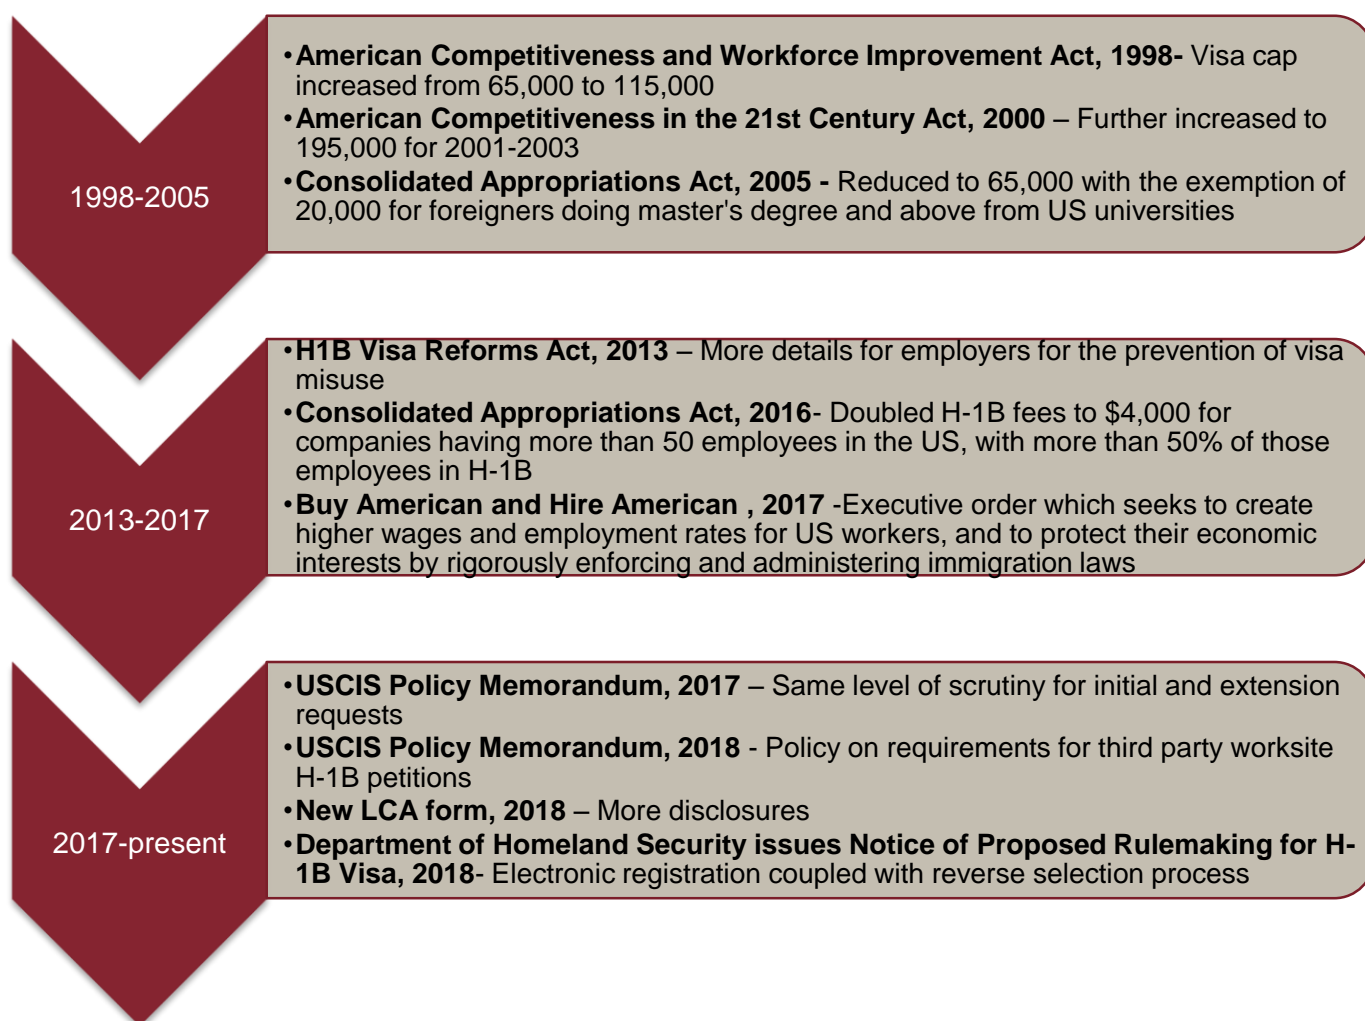 1998-2005
•American Competitiveness and Workforce Improvement Act, 1998- Visa cap
increased from 65,000 to 115,000
•American Competitiveness in the 21st Century Act, 2000 – Further increased to
195,000 for 2001-2003
•Consolidated Appropriations Act, 2005 - Reduced to 65,000 with the exemption of
20,000 for foreigners doing master's degree and above from US universities
2013-2017
•H1B Visa Reforms Act, 2013 – More details for employers for the prevention of visa
misuse
•Consolidated Appropriations Act, 2016- Doubled H-1B fees to $4,000 for
companies having more than 50 employees in the US, with more than 50% of those
employees in H-1B
•Buy American and Hire American , 2017 -Executive order which seeks to create
higher wages and employment rates for US workers, and to protect their economic
interests by rigorously enforcing and administering immigration laws
2017-present
•USCIS Policy Memorandum, 2017 – Same level of scrutiny for initial and extension
requests
•USCIS Policy Memorandum, 2018 - Policy on requirements for third party worksite
H-1B petitions
•New LCA form, 2018 – More disclosures
•Department of Homeland Security issues Notice of Proposed Rulemaking for H-
1B Visa, 2018- Electronic registration coupled with reverse selection process